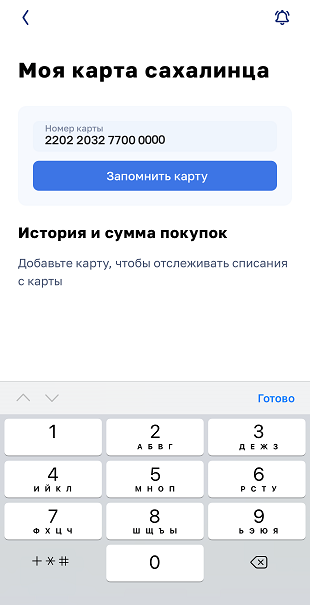 Моя карта сахалинца
Номер карты
2202 2032 7700 0000
Запомнить карту
История и сумма покупок
Добавьте карту, чтобы отслеживать списания
с карты
Готово
1 2 3
АБВГ ДЕЖЗ
4 5 6
ИЙКЛ МНОП РСТУ
7 8 9
ФХЦЧ ШЩЪЫ ЬЭЮЯ
+*# 0